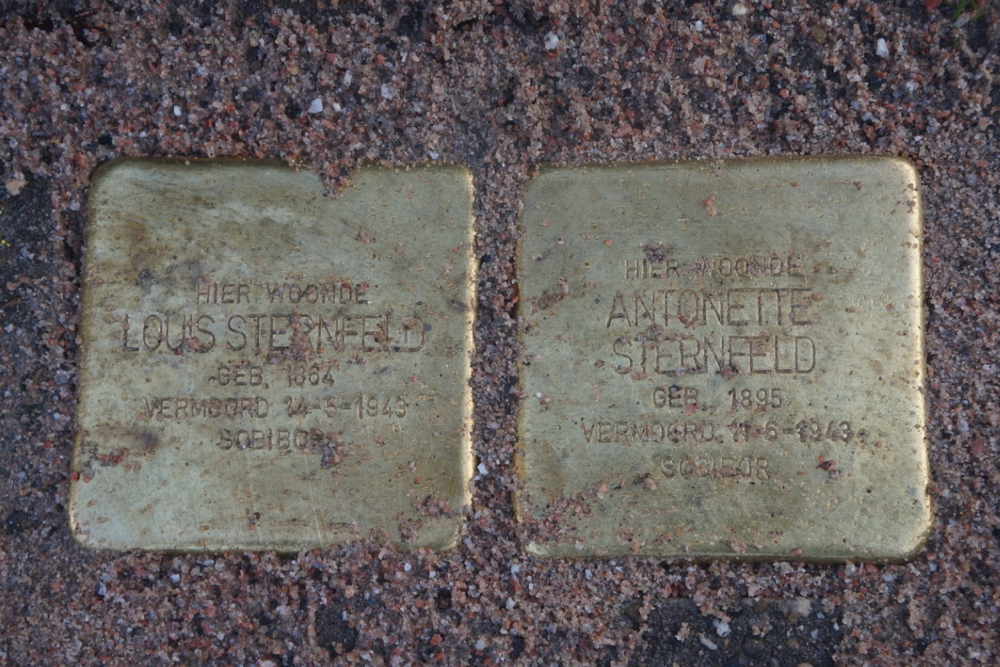 HIER WOONDE
LOUIS STERNFELD
GEB. 1864
VERMOORD 14-5-1943
SOBIBOR
HIER WOONDE
ANTONETTE
STERNFELD
GEB. 1895
VERMOORD 11-6-1943
SOBIBOR